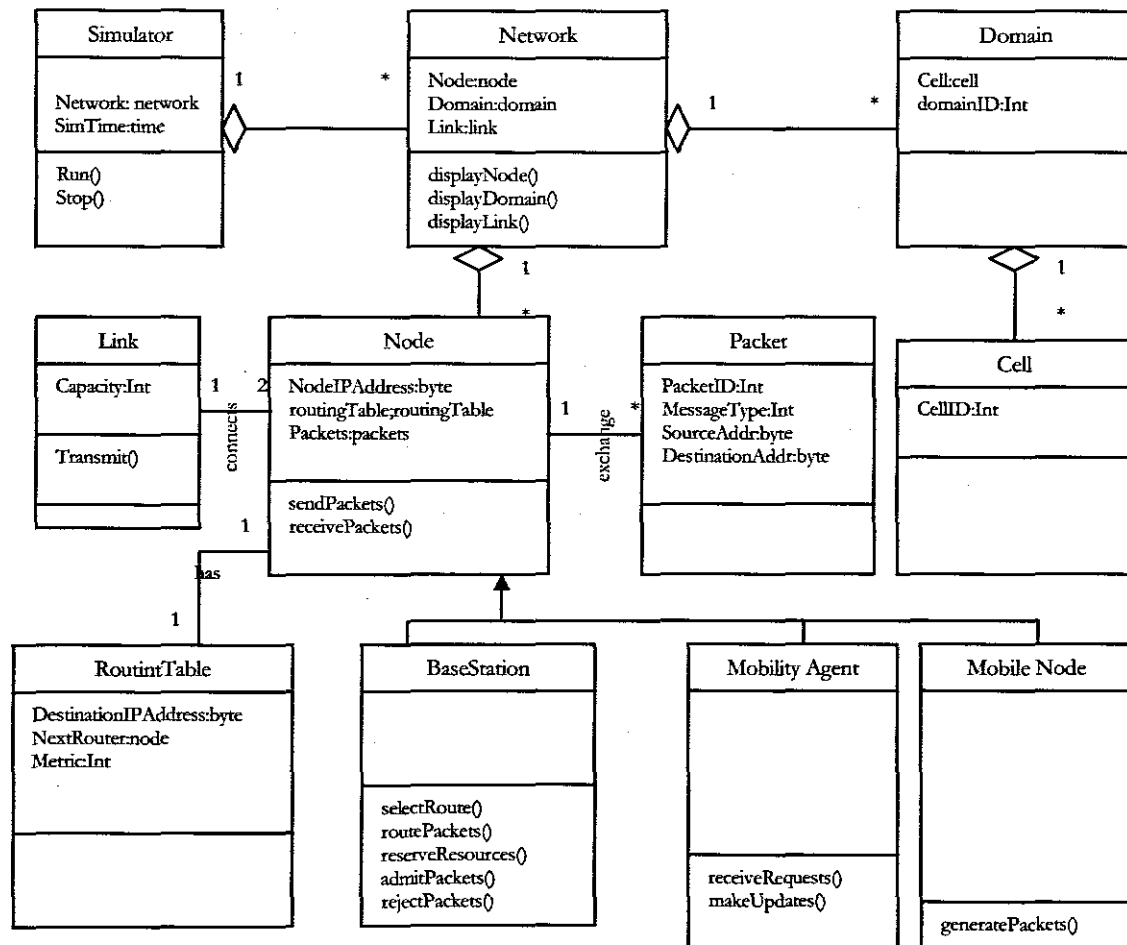 Simulator
Network: network
SimTime:time
Run()
Stop()
1
*
Network
Node:node
Domain:domain
Link:link
displayNode()
displayDomain()
displayLink()
1
*
Domain
Cell:cell
domainID:Int
1
*
1
*
Link
Capacity:Int
Transmit()
1
2
connects
Node
NodeIPAddress:byte
routingTable;routingTable
Packets:packets
sendPackets()
receivePackets()
1
*
exchange
Packet
PacketID:Int
MessageType:Int
SourceAddr:byte
DestinationAddr:byte
Cell
CellID:Int
1
has
1
RoutintTable
DestinationIPAddress:byte
NextRouter:node
Metric:Int
BaseStation
selectRoute()
routePackets()
reserveResources()
admitPackets()
rejectPackets()
Mobility Agent
receiveRequests()
makeUpdates()
Mobile Node
generatePackets()